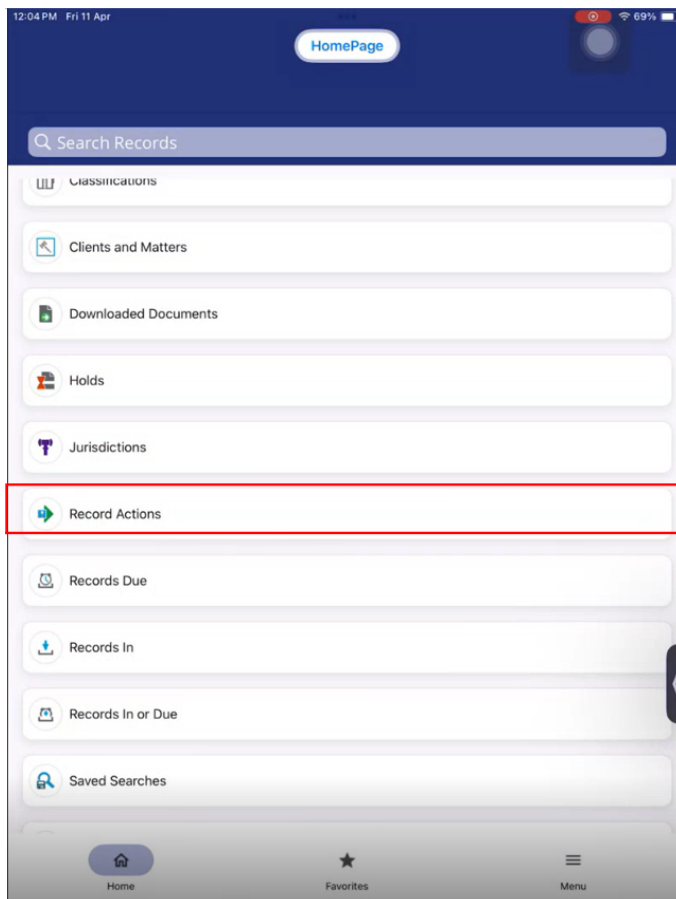 12:04 PM Fri 11 Apr
69%
HomePage
Search Records
Classifications
Clients and Matters
Downloaded Documents
Holds
Jurisdictions
Record Actions
Records Due
Records In
Records In or Due
Saved Searches
Home Favorites Menu